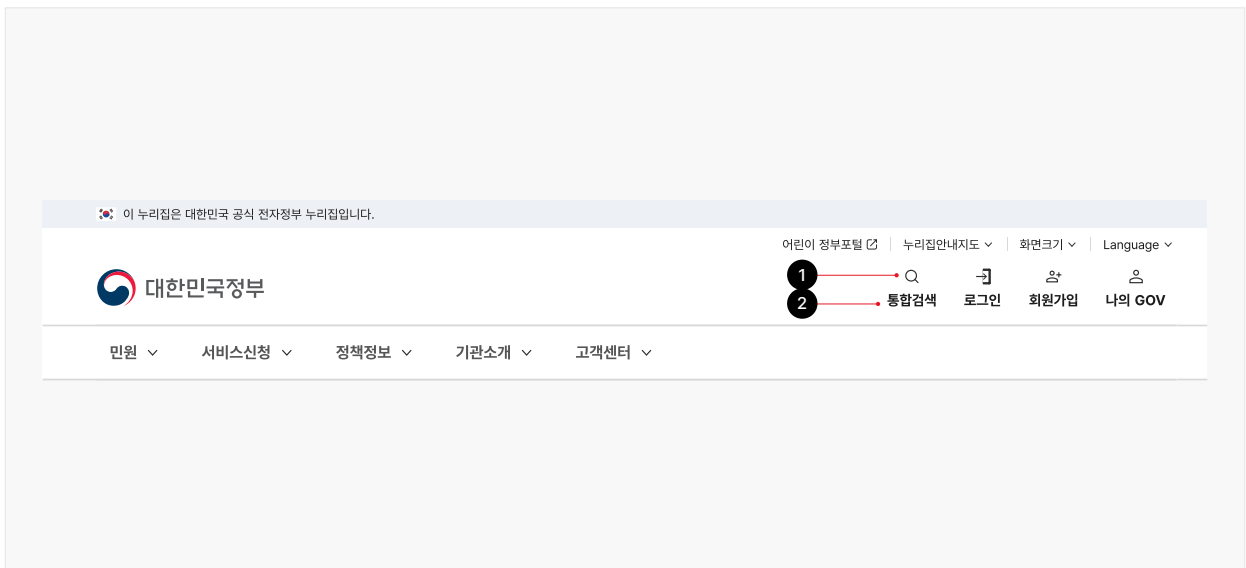 이 누리집은 대한민국 공식 전자정부 누리집입니다.
어린이 정부포털 누리집안내지도 화면크기 Language
대한민국정부
1
2
통합검색 로그인 회원가입 나의 GOV
민원 서비스신청 정책정보 기관소개 고객센터